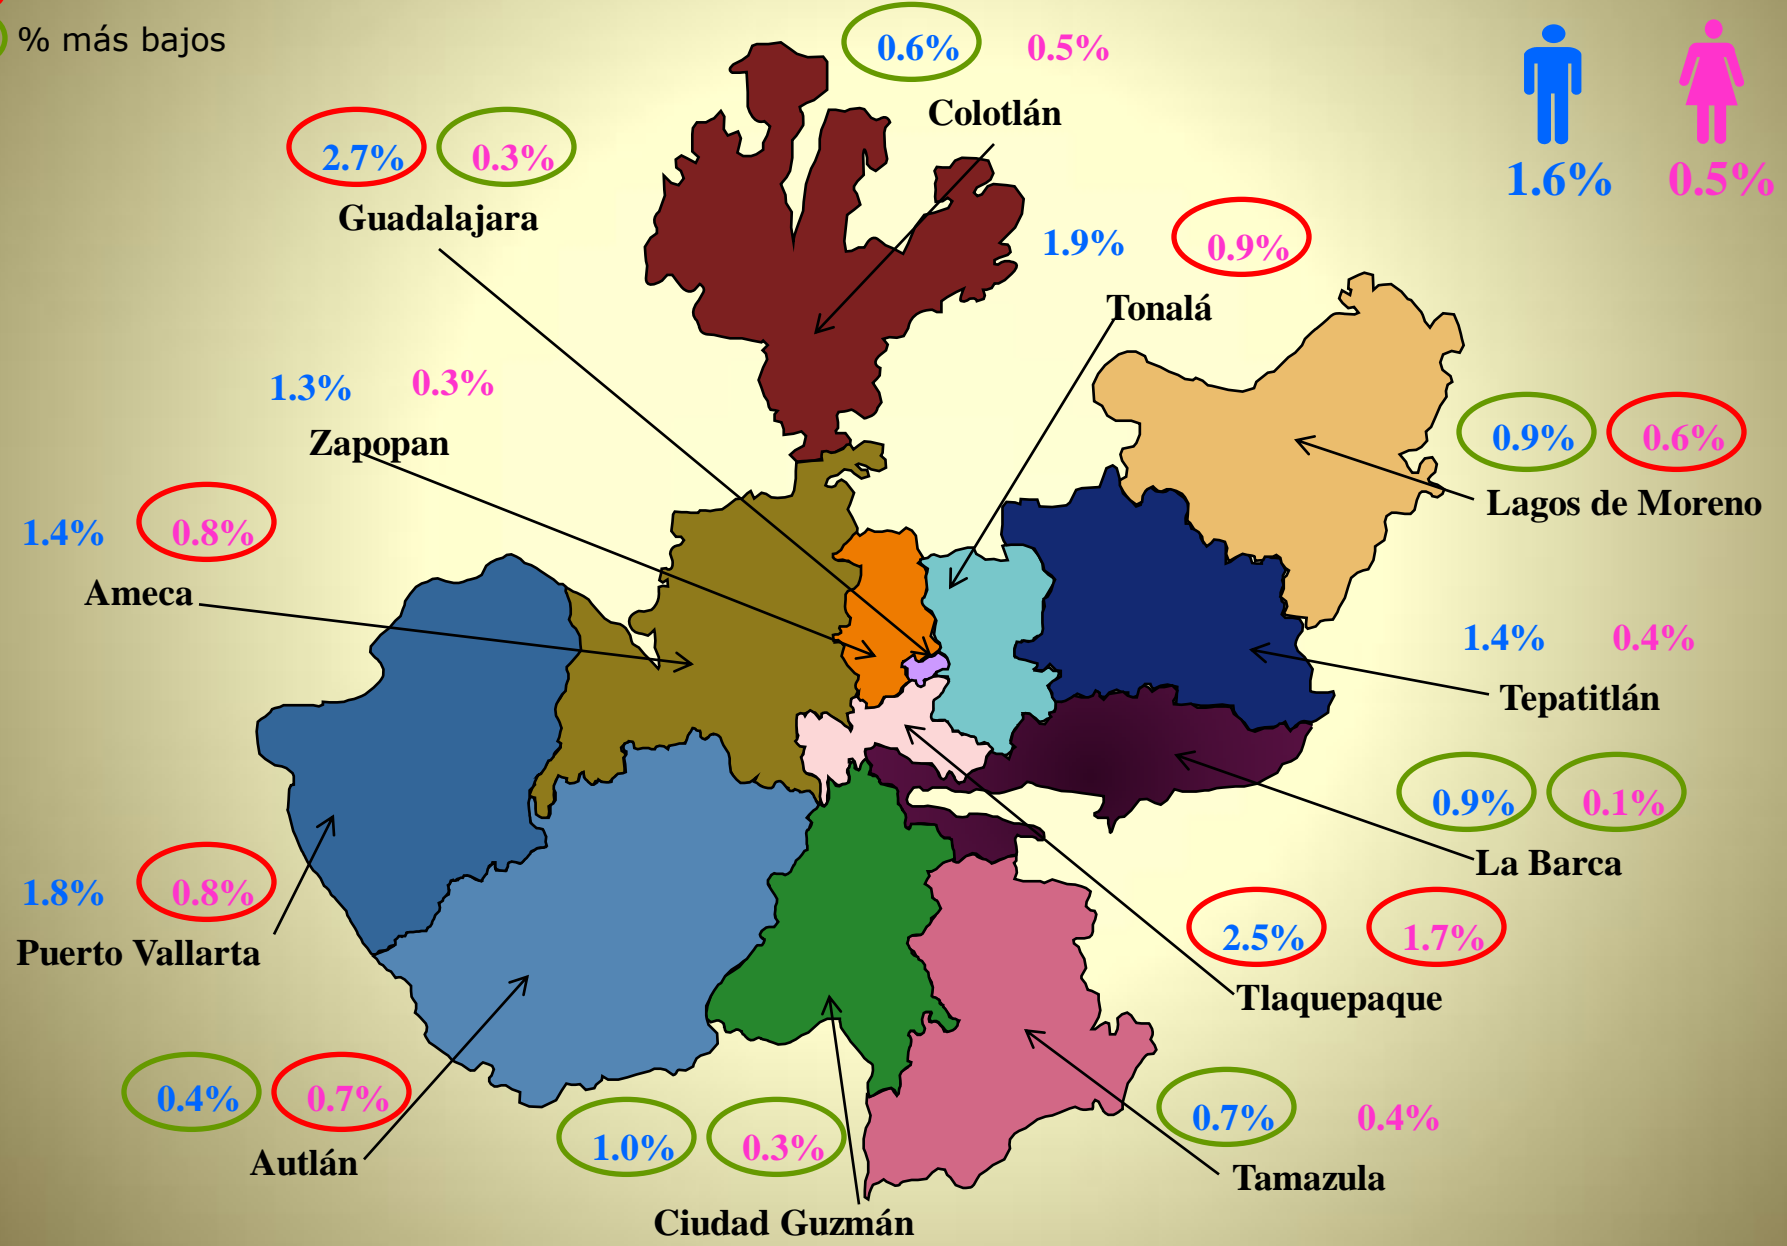 % más bajos
0.6% 0.5%
Colotlán
1.6% 0.5%
2.7% 0.3%
Guadalajara
1.9% 0.9%
Tonalá
1.3% 0.3%
Zapopan
0.9% 0.6%
Lagos de Moreno
1.4% 0.8%
Ameca
1.4% 0.4%
Tepatitlán
0.9% 0.1%
La Barca
1.8% 0.8%
Puerto Vallarta
2.5% 1.7%
Tlaquepaque
0.4% 0.7%
Autlán
1.0% 0.3%
Ciudad Guzmán
0.7% 0.4%
Tamazula